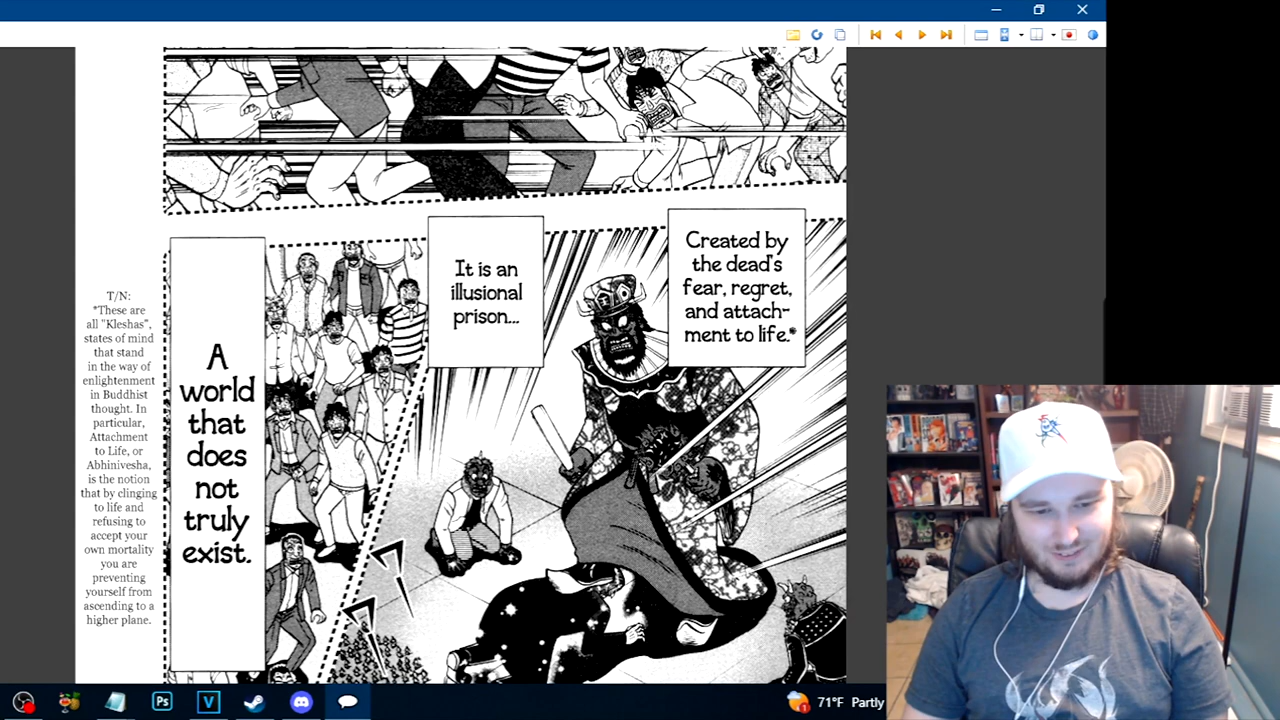 Created by
the dead's
fear, regret,
and attach-
ment to life.*
It is an
illusional
prison...
A
world
that
does
not
truly
exist.
T/N:
*These are
all "Kleshas",
states of mind
that stand
in the way of
enlightenment
in Buddhist
thought. In
particular,
Attachment
to Life, or
Abhinivesha,
is the notion
that by clinging
to life and
refusing to
accept your
own mortality
you are
preventing
yourself from
ascending to a
higher plane.
Ps
V
1
71°F Partly